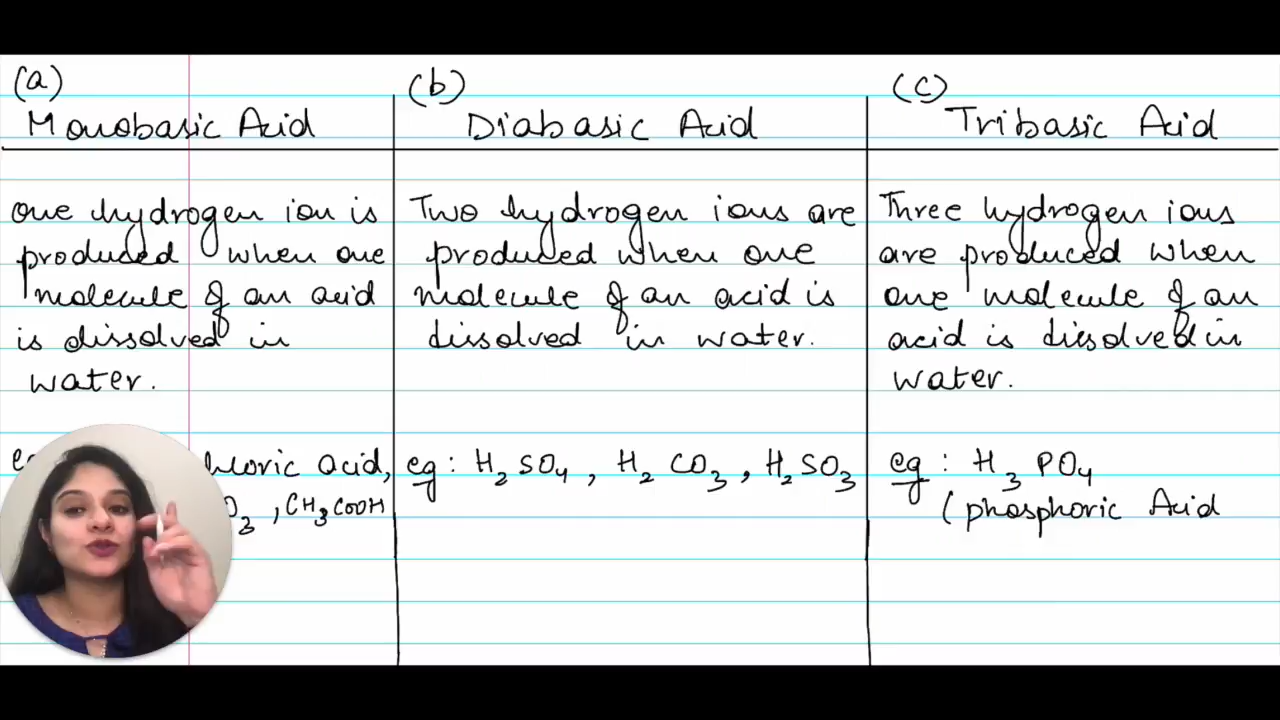 (a)
Monobasic Acid
one hydrogen ion is
produced when one
molecule of an acid
is dissolved in
water.
acid,
, CH3COOH
(b)
Diabasic Acid
Two hydrogen ions are
produced when one
molecule of an acid is
dissolved in water.
eg : H2SO4, H2CO3, H2SO3
(c)
Tribasic Acid
Three hydrogen ions
are produced when
one molecule of an
acid is dissolved in
water.
eg : H3PO4
(phosphoric Acid